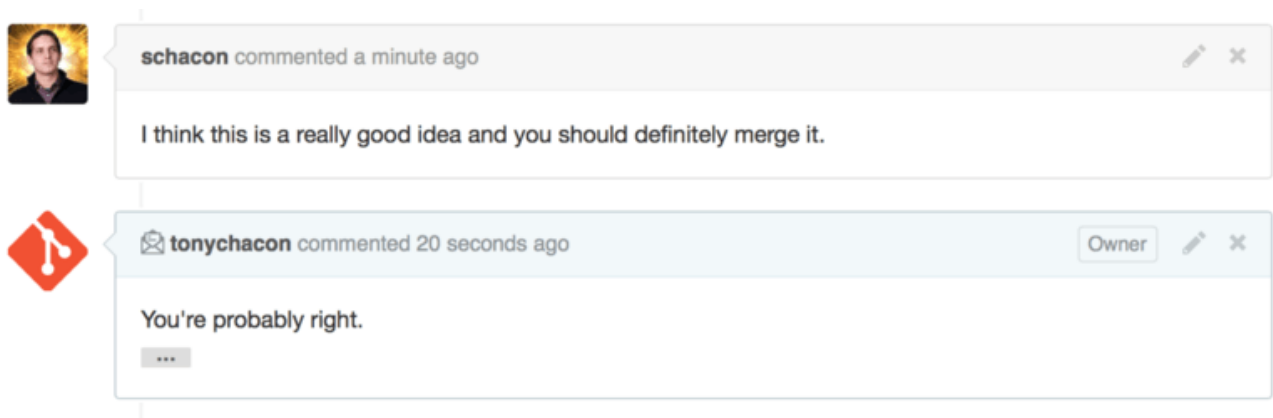 schacon commented a minute ago
I think this is a really good idea and you should definitely merge it.
tonychacon commented 20 seconds ago Owner
You're probably right.
...